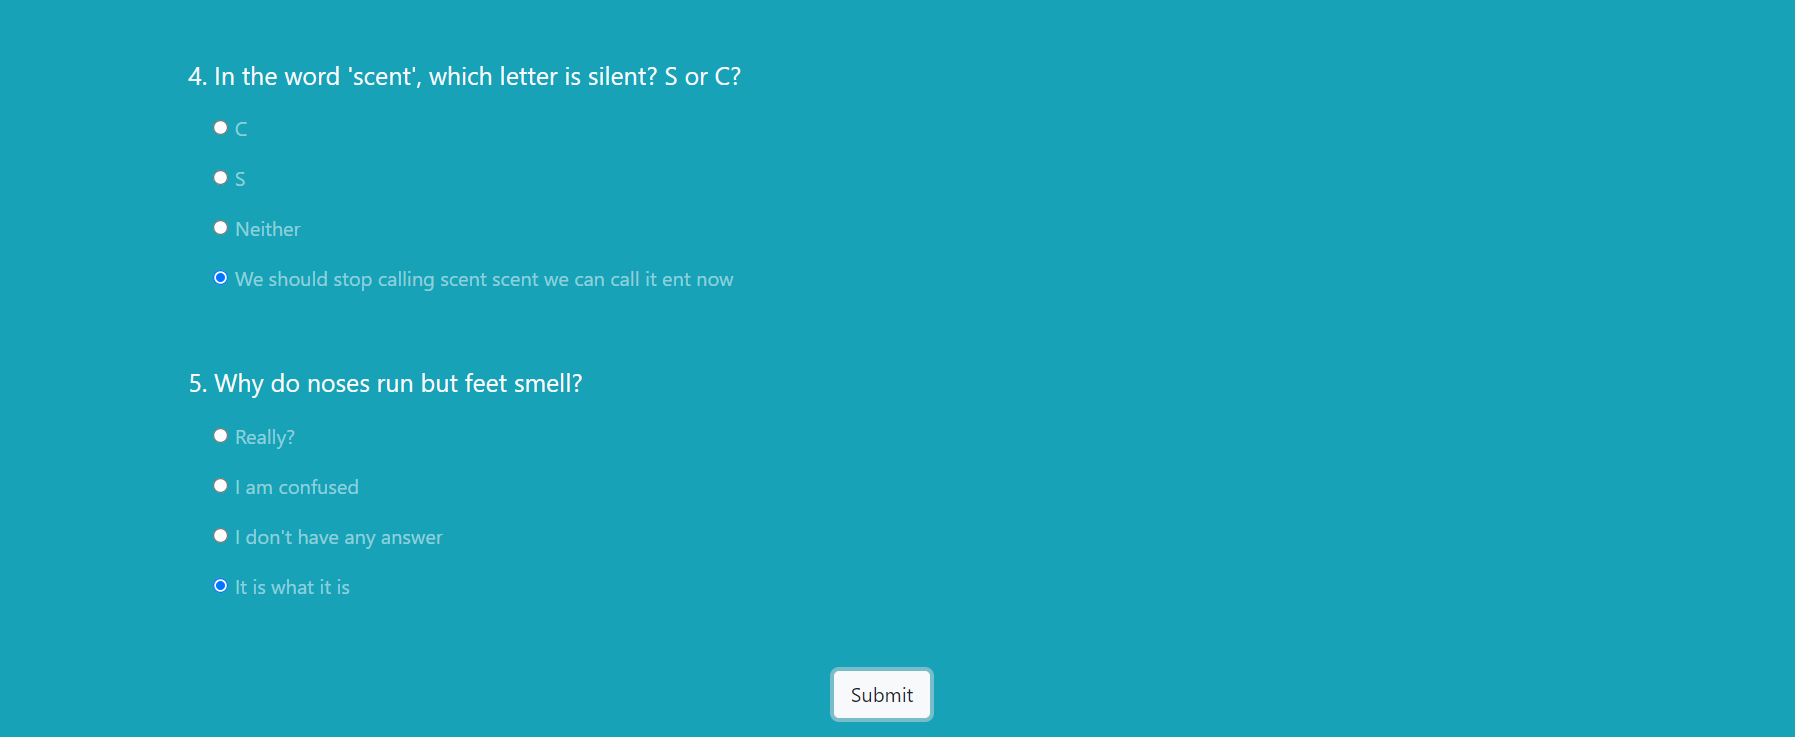 4. In the word 'scent', which letter is silent? S or C?
C
S
Neither
We should stop calling scent scent we can call it ent now
5. Why do noses run but feet smell?
Really?
I am confused
I don't have any answer
It is what it is
Submit